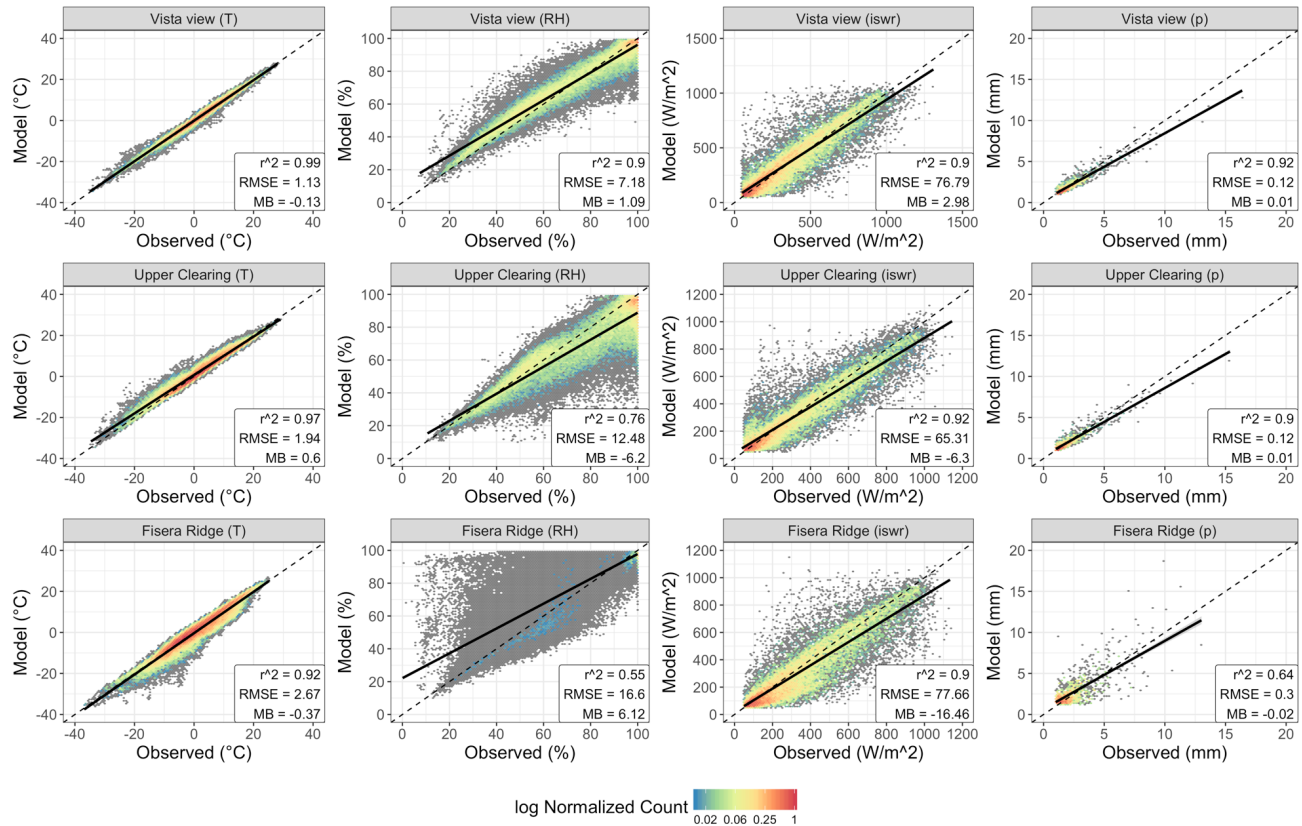 Vista view (T)
Model (°C)
40
20
0
-20
-40
-40 -20 0 20 40
Observed (°C)
r^2 = 0.99
RMSE = 1.13
MB = -0.13
Vista view (RH)
Model (%)
100
80
60
40
20
0
0 20 40 60 80 100
Observed (%)
r^2 = 0.9
RMSE = 7.18
MB = 1.09
Vista view (iswr)
Model (W/m^2)
1500
1000
500
0
0 500 1000 1500
Observed (W/m^2)
r^2 = 0.9
RMSE = 76.79
MB = 2.98
Vista view (p)
Model (mm)
20
15
10
5
0
0 5 10 15 20
Observed (mm)
r^2 = 0.92
RMSE = 0.12
MB = 0.01
Upper Clearing (T)
Model (°C)
40
20
0
-20
-40
-40 -20 0 20 40
Observed (°C)
r^2 = 0.97
RMSE = 1.94
MB = 0.6
Upper Clearing (RH)
Model (%)
100
80
60
40
20
0
0 20 40 60 80 100
Observed (%)
r^2 = 0.76
RMSE = 12.48
MB = -6.2
Upper Clearing (iswr)
Model (W/m^2)
1200
1000
800
600
400
200
0
0 200 400 600 800 1000 1200
Observed (W/m^2)
r^2 = 0.92
RMSE = 65.31
MB = -6.3
Upper Clearing (p)
Model (mm)
20
15
10
5
0
0 5 10 15 20
Observed (mm)
r^2 = 0.9
RMSE = 0.12
MB = 0.01
Fisera Ridge (T)
Model (°C)
40
20
0
-20
-40
-40 -20 0 20 40
Observed (°C)
r^2 = 0.92
RMSE = 2.67
MB = -0.37
Fisera Ridge (RH)
Model (%)
100
80
60
40
20
0
0 20 40 60 80 100
Observed (%)
r^2 = 0.55
RMSE = 16.6
MB = 6.12
Fisera Ridge (iswr)
Model (W/m^2)
1200
1000
800
600
400
200
0
0 200 400 600 800 1000 1200
Observed (W/m^2)
r^2 = 0.9
RMSE = 77.66
MB = -16.46
Fisera Ridge (p)
Model (mm)
20
15
10
5
0
0 5 10 15 20
Observed (mm)
r^2 = 0.64
RMSE = 0.3
MB = -0.02
log Normalized Count
0.02 0.06 0.25 1